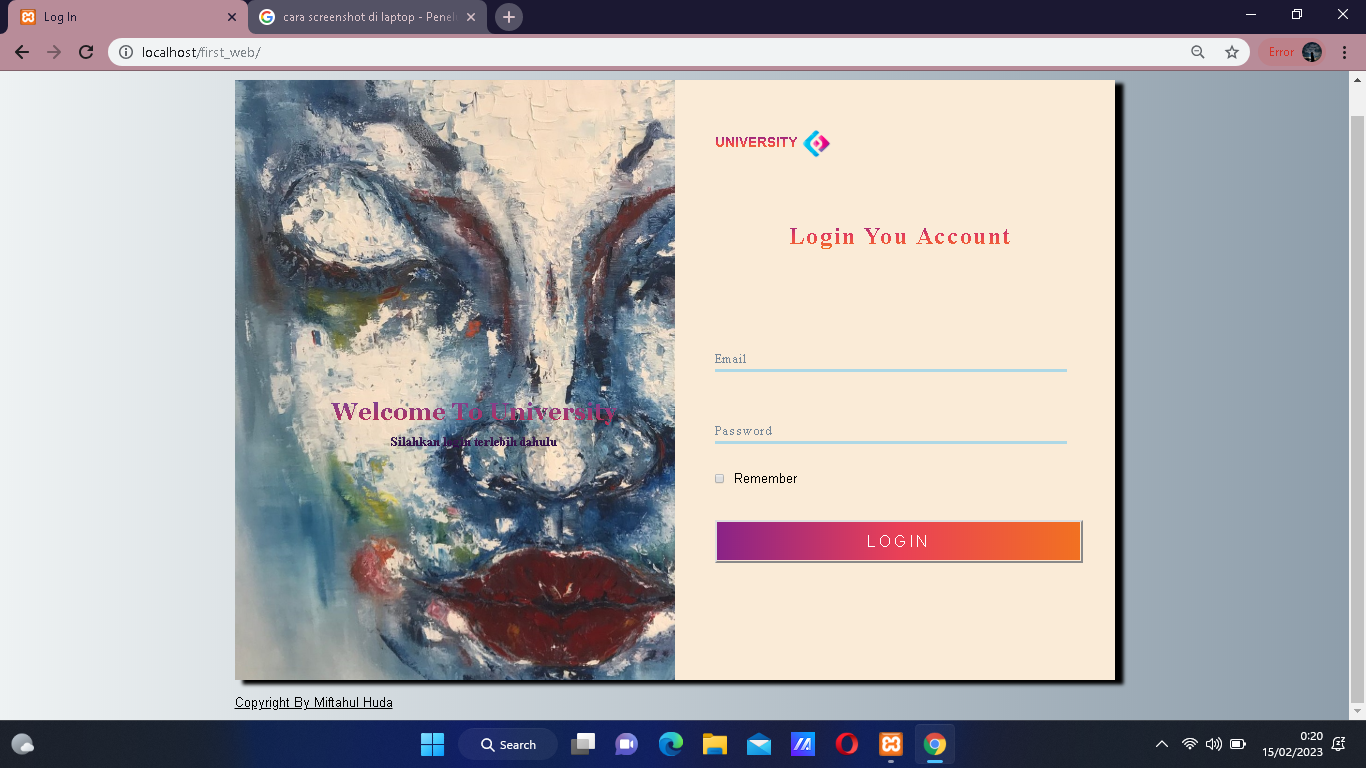 Log In
cara screenshot di laptop - Penel
localhost/first_web/
Error
UNIVERSITY
Login You Account
Email
Welcome To University
Password
Silahkan login terlebih dahulu
Remember
LOGIN
Copyright By Miftahul Huda
Search
0:20
15/02/2023